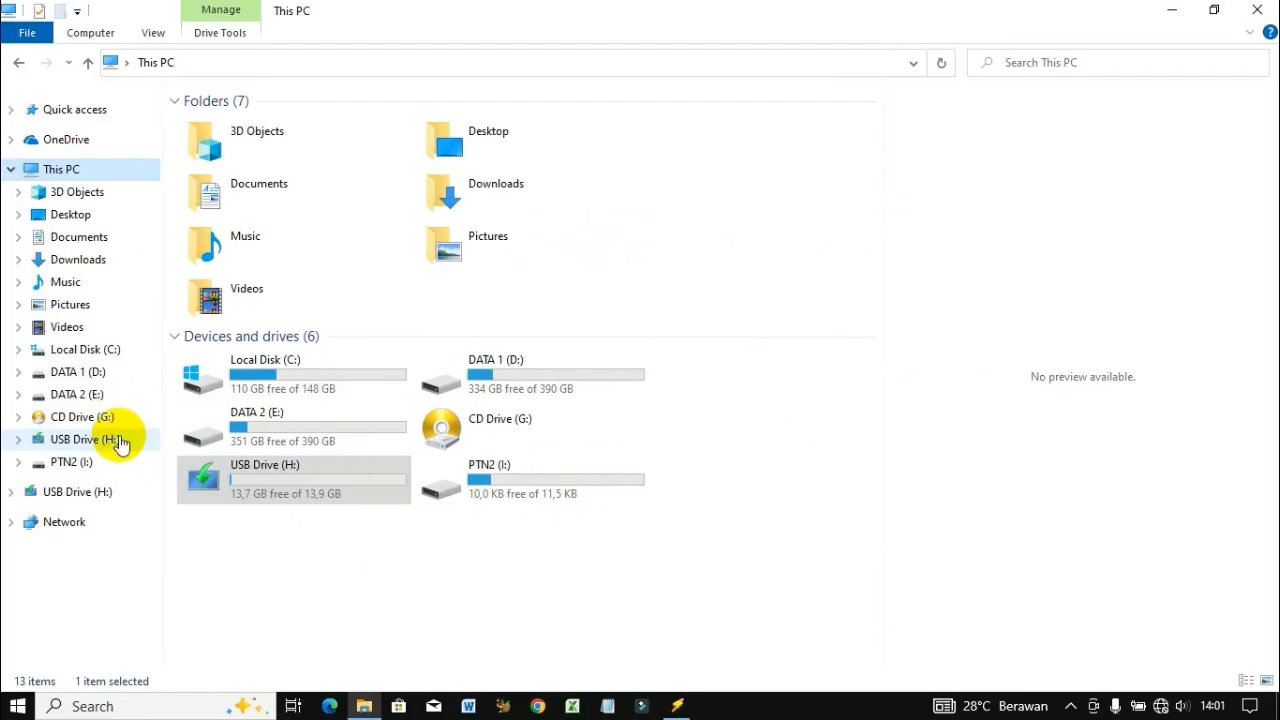 Manage
This PC
File
Computer
View
Drive Tools
This PC
Search This PC
Quick access
OneDrive
This PC
3D Objects
Desktop
Documents
Downloads
Music
Pictures
Videos
Local Disk (C:)
DATA 1 (D:)
DATA 2 (E:)
CD Drive (G:)
USB Drive (H:)
PTN2 (I:)
USB Drive (H:)
Network
Folders (7)
3D Objects
Desktop
Documents
Downloads
Music
Pictures
Videos
Devices and drives (6)
Local Disk (C:)
110 GB free of 148 GB
DATA 1 (D:)
334 GB free of 390 GB
DATA 2 (E:)
351 GB free of 390 GB
CD Drive (G:)
USB Drive (H:)
13,7 GB free of 13,9 GB
PTN2 (I:)
10,0 KB free of 11,5 KB
No preview available.
13 items
1 item selected
Search
28°C Berawan
14:01